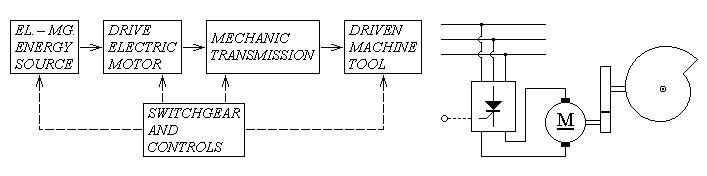 EL.–MG.
ENERGY
SOURCE
DRIVE
ELECTRIC
MOTOR
MECHANIC
TRANSMISSION
DRIVEN
MACHINE
TOOL
SWITCHGEAR
AND
CONTROLS
M